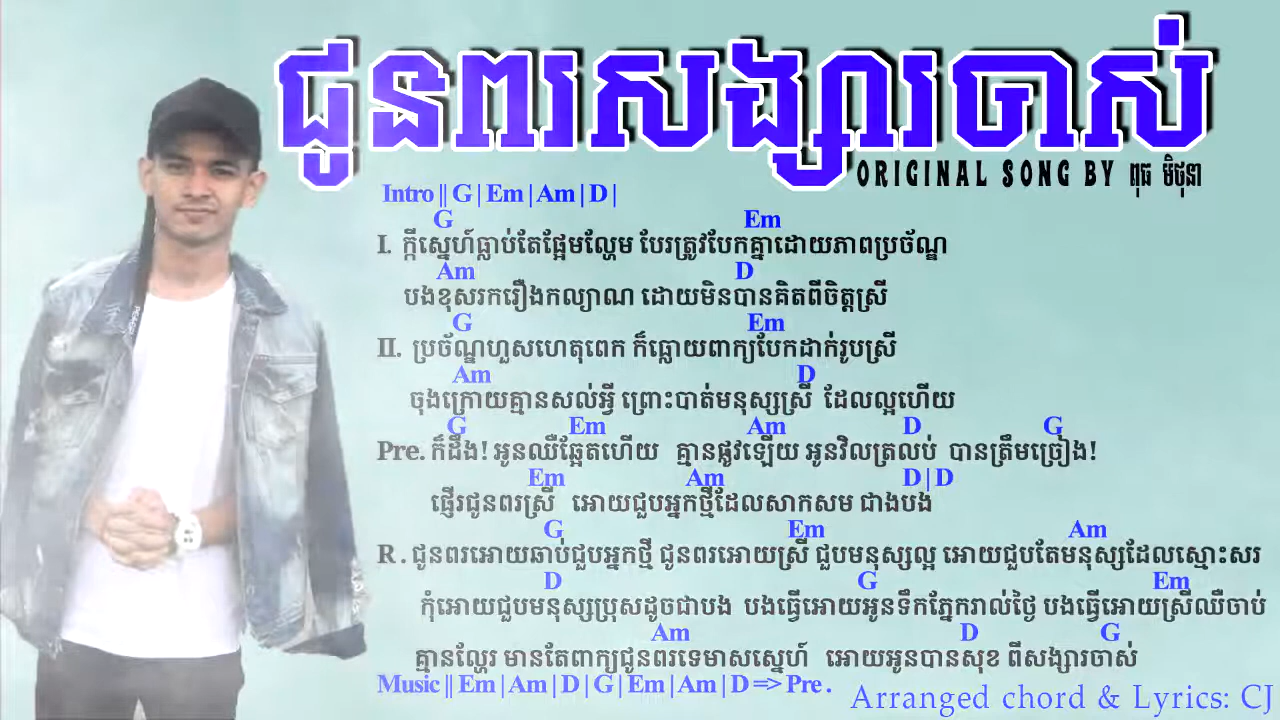 ជូនពរសង្សារចាស់
ORIGINAL SONG BY ពុធ មិថុនា
Intro || G | Em | Am | D |
G Em
I. ក្ដីស្នេហ៍ធ្លាប់តែផ្អែមល្ហែម បែរត្រូវបែកគ្នាដោយភាពប្រច័ណ្ឌ
Am D
បងខុសរករឿងកល្យាណ ដោយមិនបានគិតពីចិត្តស្រី
G Em
II. ប្រច័ណ្ឌហួសហេតុពេក ក៏ធ្លោយពាក្យបែកដាក់រូបស្រី
Am D
ចុងក្រោយគ្មានសល់អ្វី ព្រោះបាត់មនុស្សស្រី ដែលល្អហើយ
G Em Am D G
Pre. ក៏ដឹង! អូនឈឺឆ្អែតហើយ គ្មានផ្លូវឡើយ អូនវិលត្រលប់ បានត្រឹមច្រៀង!
Em Am D | D
ផ្ញើរជូនពរស្រី អោយជួបអ្នកថ្មីដែលសាកសម ជាងបង
G Em Am
R . ជូនពរអោយឆាប់ជួបអ្នកថ្មី ជូនពរអោយស្រី ជួបមនុស្សល្អ អោយជួបតែមនុស្សដែលស្មោះសរ
D G Em
កុំអោយជួបមនុស្សប្រុសដូចជាបង បងធ្វើអោយអូនទឹកភ្នែករាល់ថ្ងៃ បងធ្វើអោយស្រីឈឺចាប់
Am D G
គ្មានល្ហែរ មានតែពាក្យជូនពរទេមាសស្នេហ៍ អោយអូនបានសុខ ពីសង្សារចាស់
Music || Em | Am | D | G | Em | Am | D => Pre .
Arranged chord & Lyrics: CJ